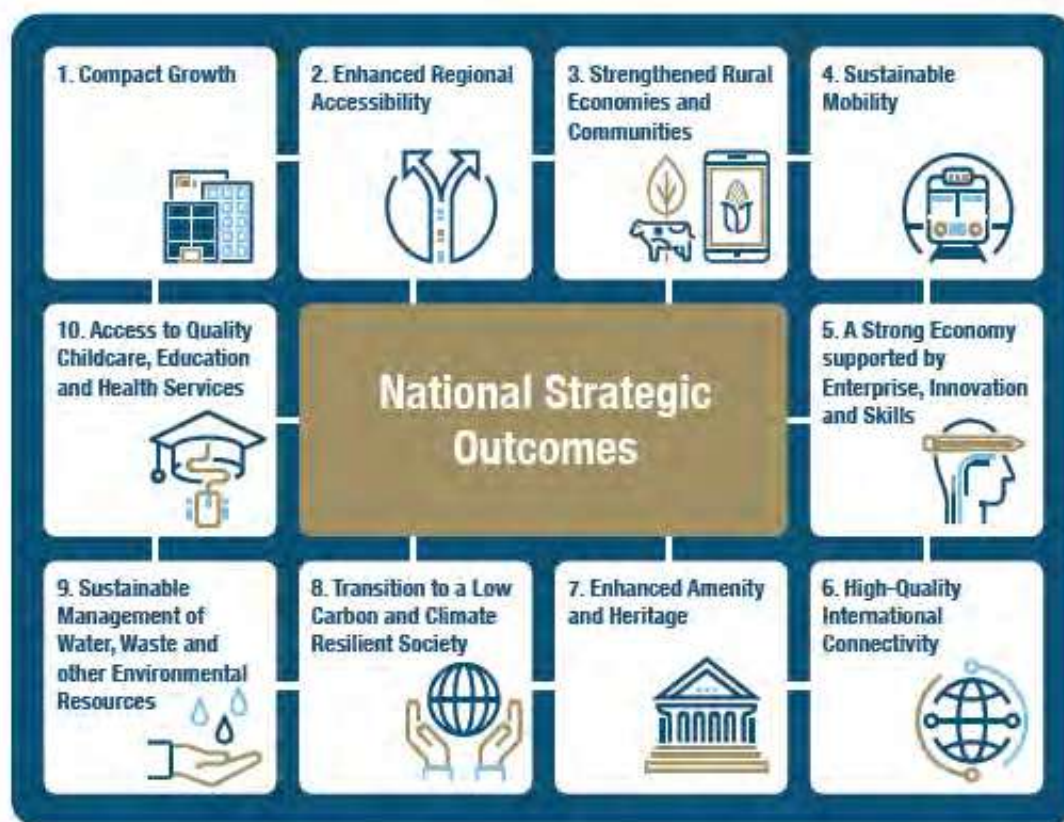 1. Compact Growth
2. Enhanced Regional
Accessibility
3. Strengthened Rural
Economies and
Communities
4. Sustainable
Mobility
10. Access to Quality
Childcare, Education
and Health Services
National Strategic
Outcomes
5. A Strong Economy
supported by
Enterprise, Innovation
and Skills
9. Sustainable
Management of
Water, Waste and
other Environmental
Resources
8. Transition to a Low
Carbon and Climate
Resilient Society
7. Enhanced Amenity
and Heritage
6. High-Quality
International
Connectivity